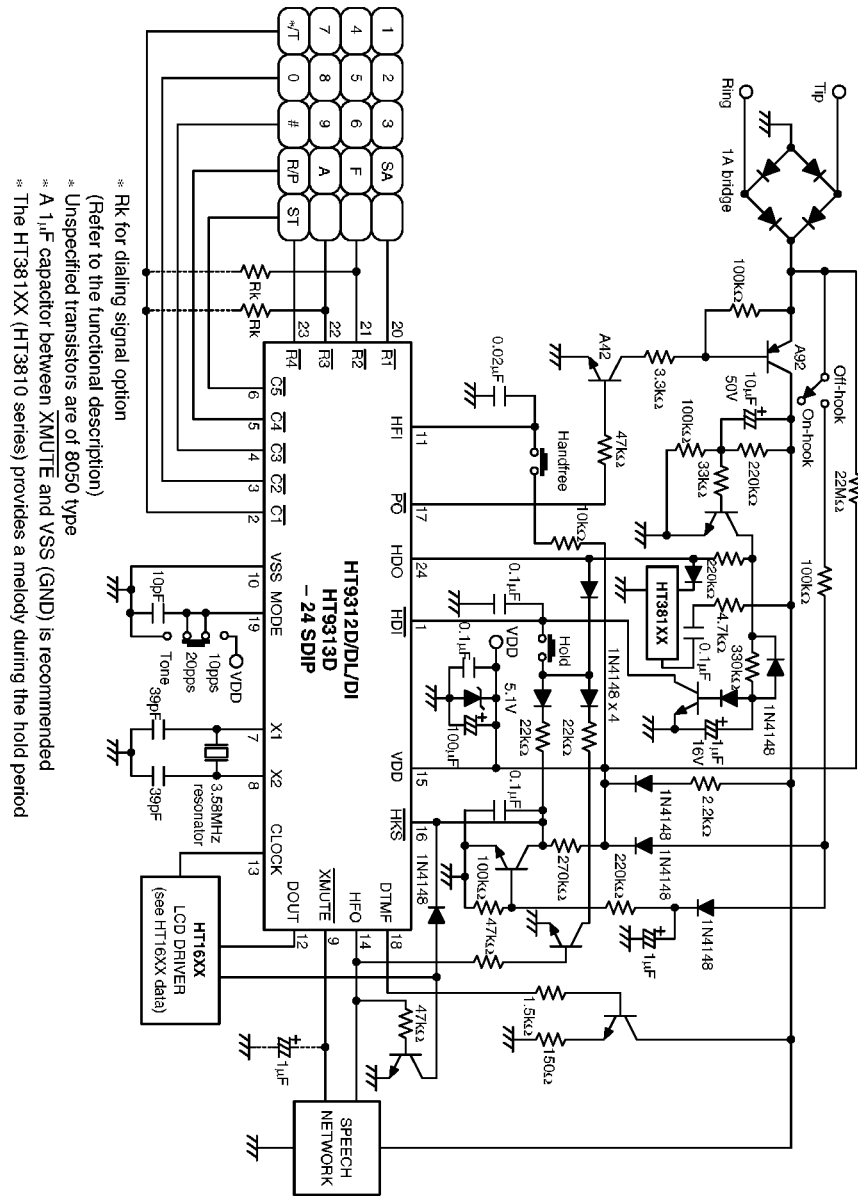 Tip
Ring
1A bridge
Off-hook
On-hook
22MΩ
100kΩ
A92
100kΩ
10µF
50V
100kΩ
220kΩ
33kΩ
3.3kΩ
A42
47kΩ
0.02µF
Handfree
10kΩ
220kΩ
HT381XX
4.7kΩ
0.1µF
330kΩ
1N4148
1µF
16V
0.1µF
Hold
1N4148 x 4
VDD
0.1µF
5.1V
100µF
22kΩ
22kΩ
0.1µF
1N4148
2.2kΩ
1N4148
270kΩ
100kΩ
220kΩ
1N4148
1µF
47kΩ
1N4148
1.5kΩ
150Ω
47kΩ
1 2 3 SA
4 5 6 F
7 8 9 A
*/T 0 # R/P ST
Rk
Rk
20 R1
21 R2
22 R3
23 R4
6 C5
5 C4
4 C3
3 C2
2 C1
11 HFI
17 PO
24 HDO
1 HDI
15 VDD
16 HKS
18 DTMF
14 HFO
9 XMUTE
12 DOUT
13 CLOCK
8 X2
7 X1
19 MODE
10 VSS
HT9312D/DL/DI
HT9313D
– 24 SDIP
10pF
Tone
20pps
10pps
VDD
39pF
39pF
3.58MHz
resonator
HT16XX
LCD DRIVER
(see HT16XX data)
1µF
SPEECH
NETWORK
* Rk for dialing signal option
(Refer to the functional description)
* Unspecified transistors are of 8050 type
* A 1µF capacitor between XMUTE and VSS (GND) is recommended
* The HT381XX (HT3810 series) provides a melody during the hold period